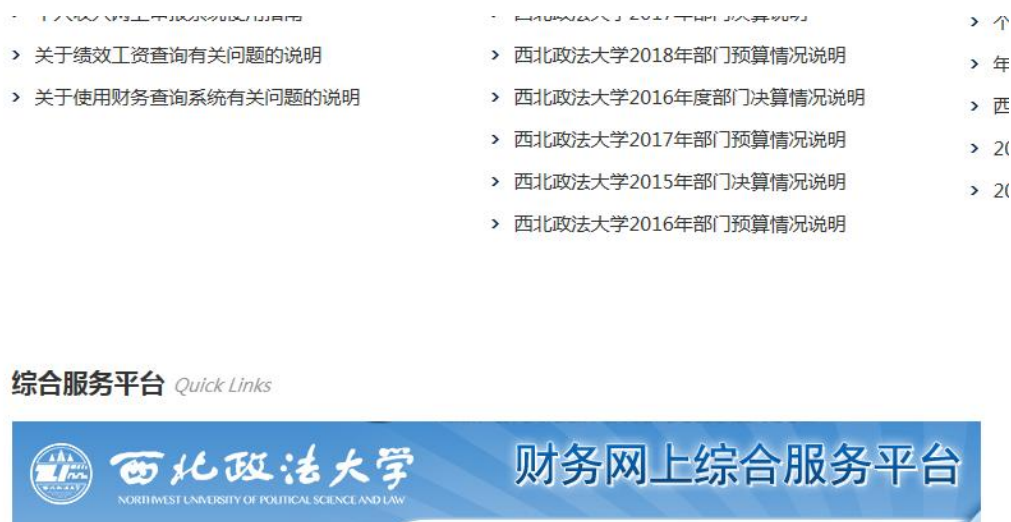 关于绩效工资查询有关问题的说明
关于使用财务查询系统有关问题的说明
西北政法大学2018年部门预算情况说明
西北政法大学2016年度部门决算情况说明
西北政法大学2017年部门预算情况说明
西北政法大学2015年部门决算情况说明
西北政法大学2016年部门预算情况说明
年
西
综合服务平台 Quick Links
西北政法大学
NORTHWEST UNIVERSITY OF POLITICAL SCIENCE AND LAW
财务网上综合服务平台